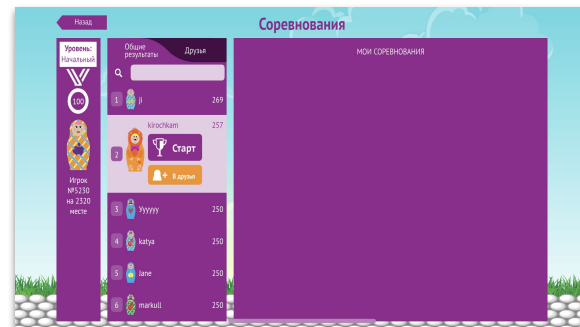 Назад
Соревнования
Уровень:
Начальный
100
Игрок
№5230
на 2320
месте
Общие
результаты
Друзья
1 ji 269
kirochkam 257
2
Старт
В друзья
3 Yyyyyy 250
4 katya 250
5 Jane 250
6 markull 250
МОИ СОРЕВНОВАНИЯ